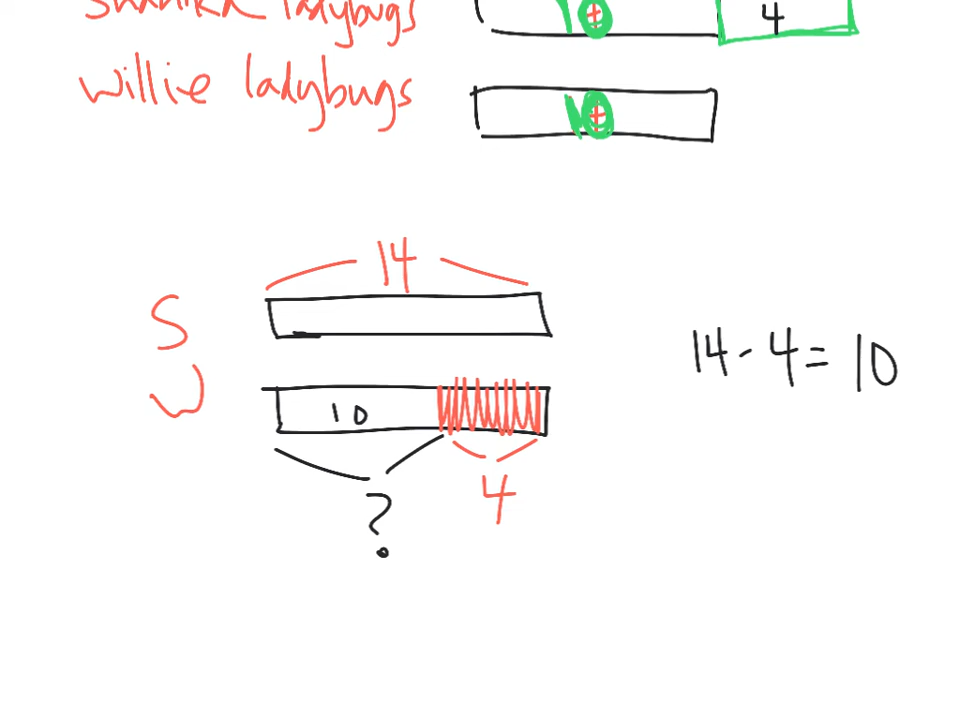 ladybugs 10 4
Willie ladybugs 10
14
S
W 10
? 4
14 - 4 = 10